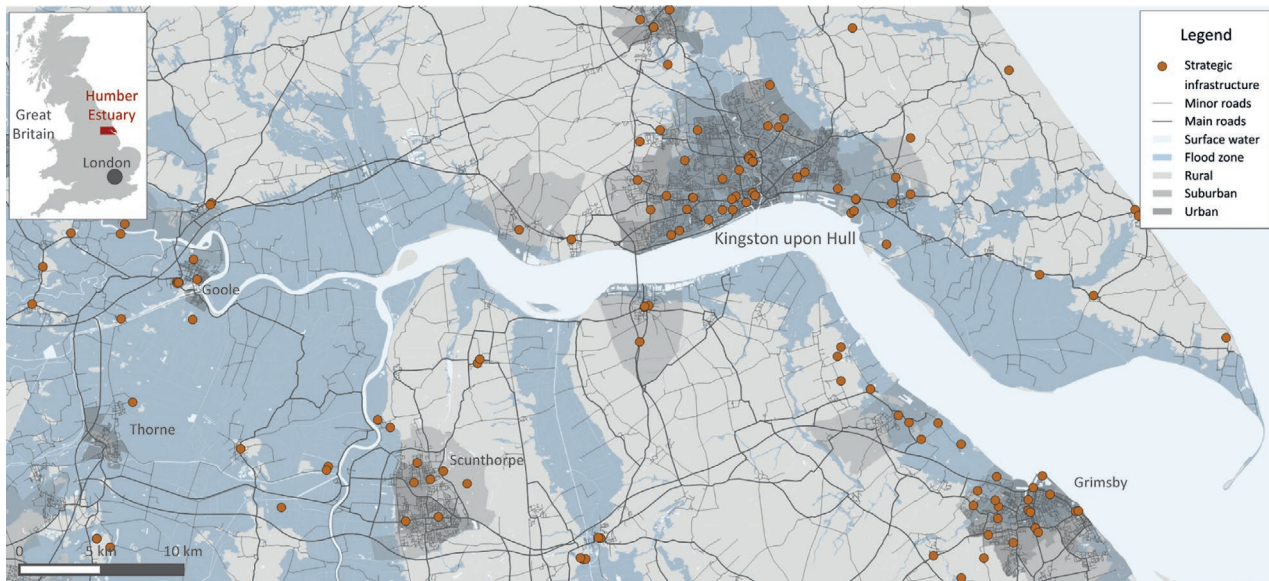 Humber
Estuary
Great
Britain
London
Kingston upon Hull
Goole
Thorne
Scunthorpe
Grimsby
0 5 km 10 km
Legend
Strategic
infrastructure
Minor roads
Main roads
Surface water
Flood zone
Rural
Suburban
Urban